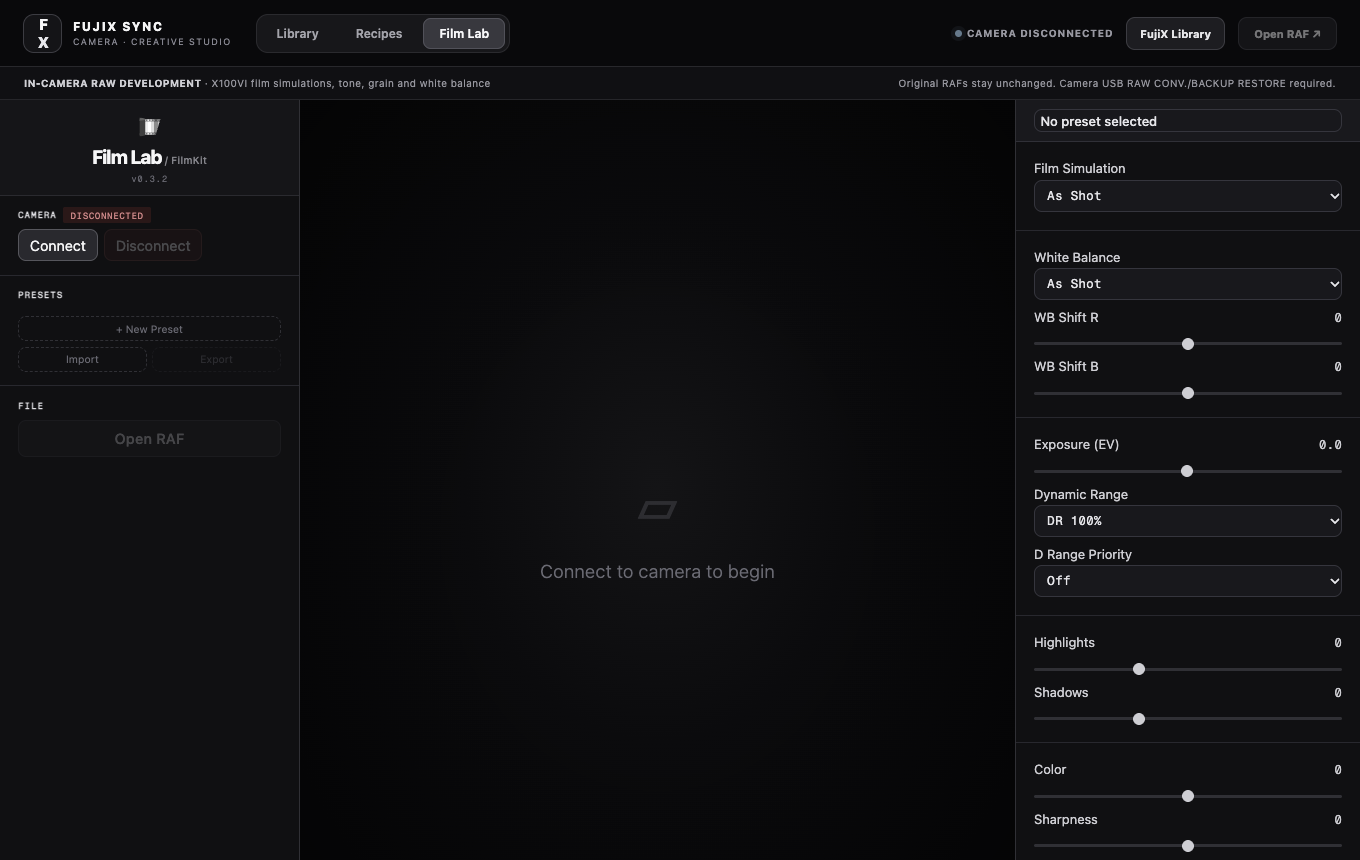 F
X
FUJIX SYNC
CAMERA · CREATIVE STUDIO
Library
Recipes
Film Lab
CAMERA DISCONNECTED
FujiX Library
Open RAF ↗
IN-CAMERA RAW DEVELOPMENT · X100VI film simulations, tone, grain and white balance
Original RAFs stay unchanged. Camera USB RAW CONV./BACKUP RESTORE required.
Film Lab / FilmKit
v0.3.2
CAMERA DISCONNECTED
Connect
Disconnect
PRESETS
+ New Preset
Import
Export
FILE
Open RAF
Connect to camera to begin
No preset selected
Film Simulation
As Shot
White Balance
As Shot
WB Shift R 0
WB Shift B 0
Exposure (EV) 0.0
Dynamic Range
DR 100%
D Range Priority
Off
Highlights 0
Shadows 0
Color 0
Sharpness 0